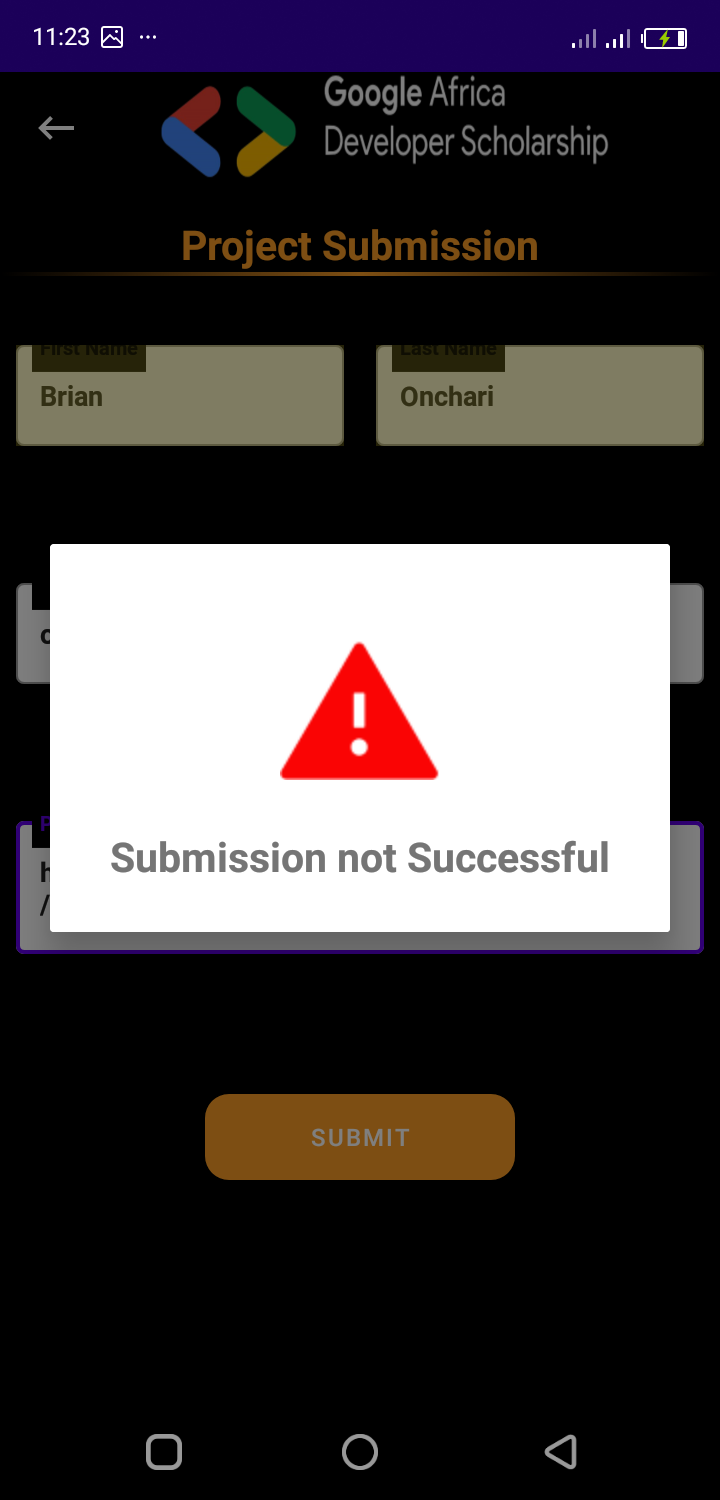 11:23
Google Africa
Developer Scholarship
Project Submission
First Name
Last Name
Brian
Onchari
Submission not Successful
/
SUBMIT